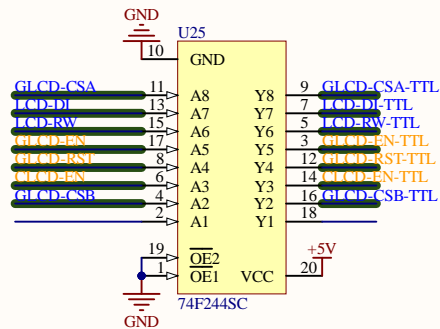 GND
U25
10 GND
GLCD-CSA 11 A8 Y8 9 GLCD-CSA-TTL
LCD-DI 13 A7 Y7 7 LCD-DI-TTL
LCD-RW 15 A6 Y6 5 LCD-RW-TTL
GLCD-EN 17 A5 Y5 3 GLCD-EN-TTL
GLCD-RST 8 A4 Y4 12 GLCD-RST-TTL
CLCD-EN 6 A3 Y3 14 CLCD-EN-TTL
GLCD-CSB 4 A2 Y2 16 GLCD-CSB-TTL
2 A1 Y1 18
19 OE2 +5V
1 OE1 VCC 20
74F244SC
GND